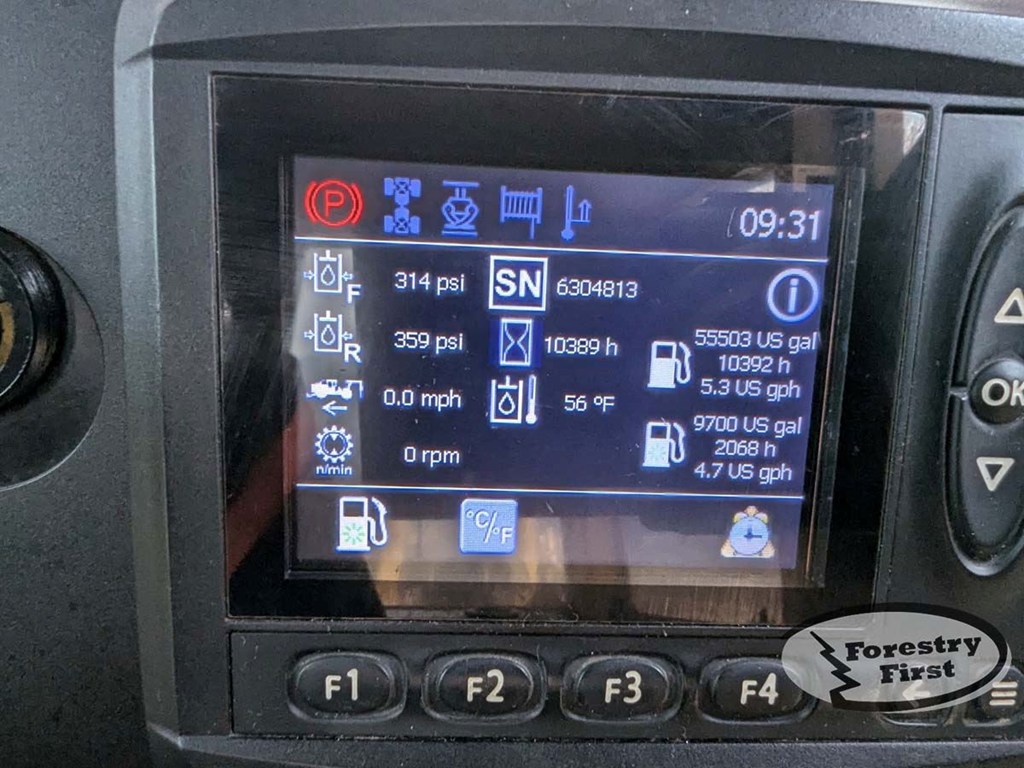 P
09:31
F
314 psi
SN
6304813
i
R
359 psi
10389 h
55503 US gal
10392 h
5.3 US gph
0.0 mph
56 °F
9700 US gal
2068 h
4.7 US gph
n/min
0 rpm
°C/°F
OK
F1
F2
F3
F4
Forestry
First